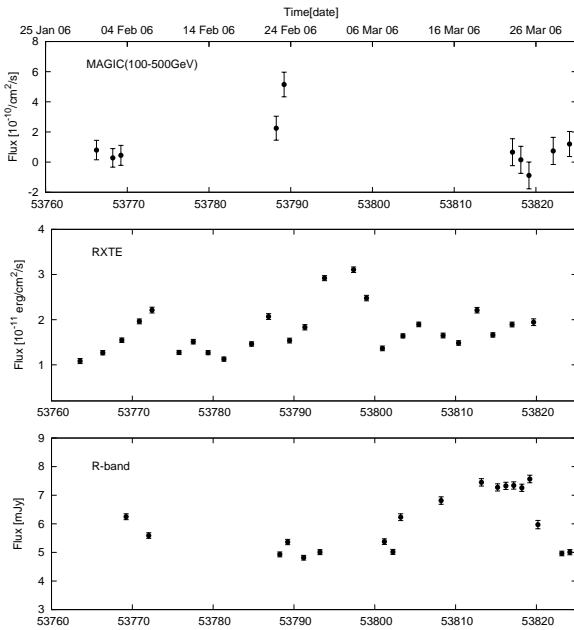 Time[date]
25 Jan 06 04 Feb 06 14 Feb 06 24 Feb 06 06 Mar 06 16 Mar 06 26 Mar 06
MAGIC(100-500GeV)
Flux [10⁻¹⁰/cm²/s]
8
6
4
2
0
-2
53760 53770 53780 53790 53800 53810 53820
RXTE
Flux [10⁻¹¹ erg/cm²/s]
4
3
2
1
53760 53770 53780 53790 53800 53810 53820
R-band
Flux [mJy]
9
8
7
6
5
4
3
53760 53770 53780 53790 53800 53810 53820